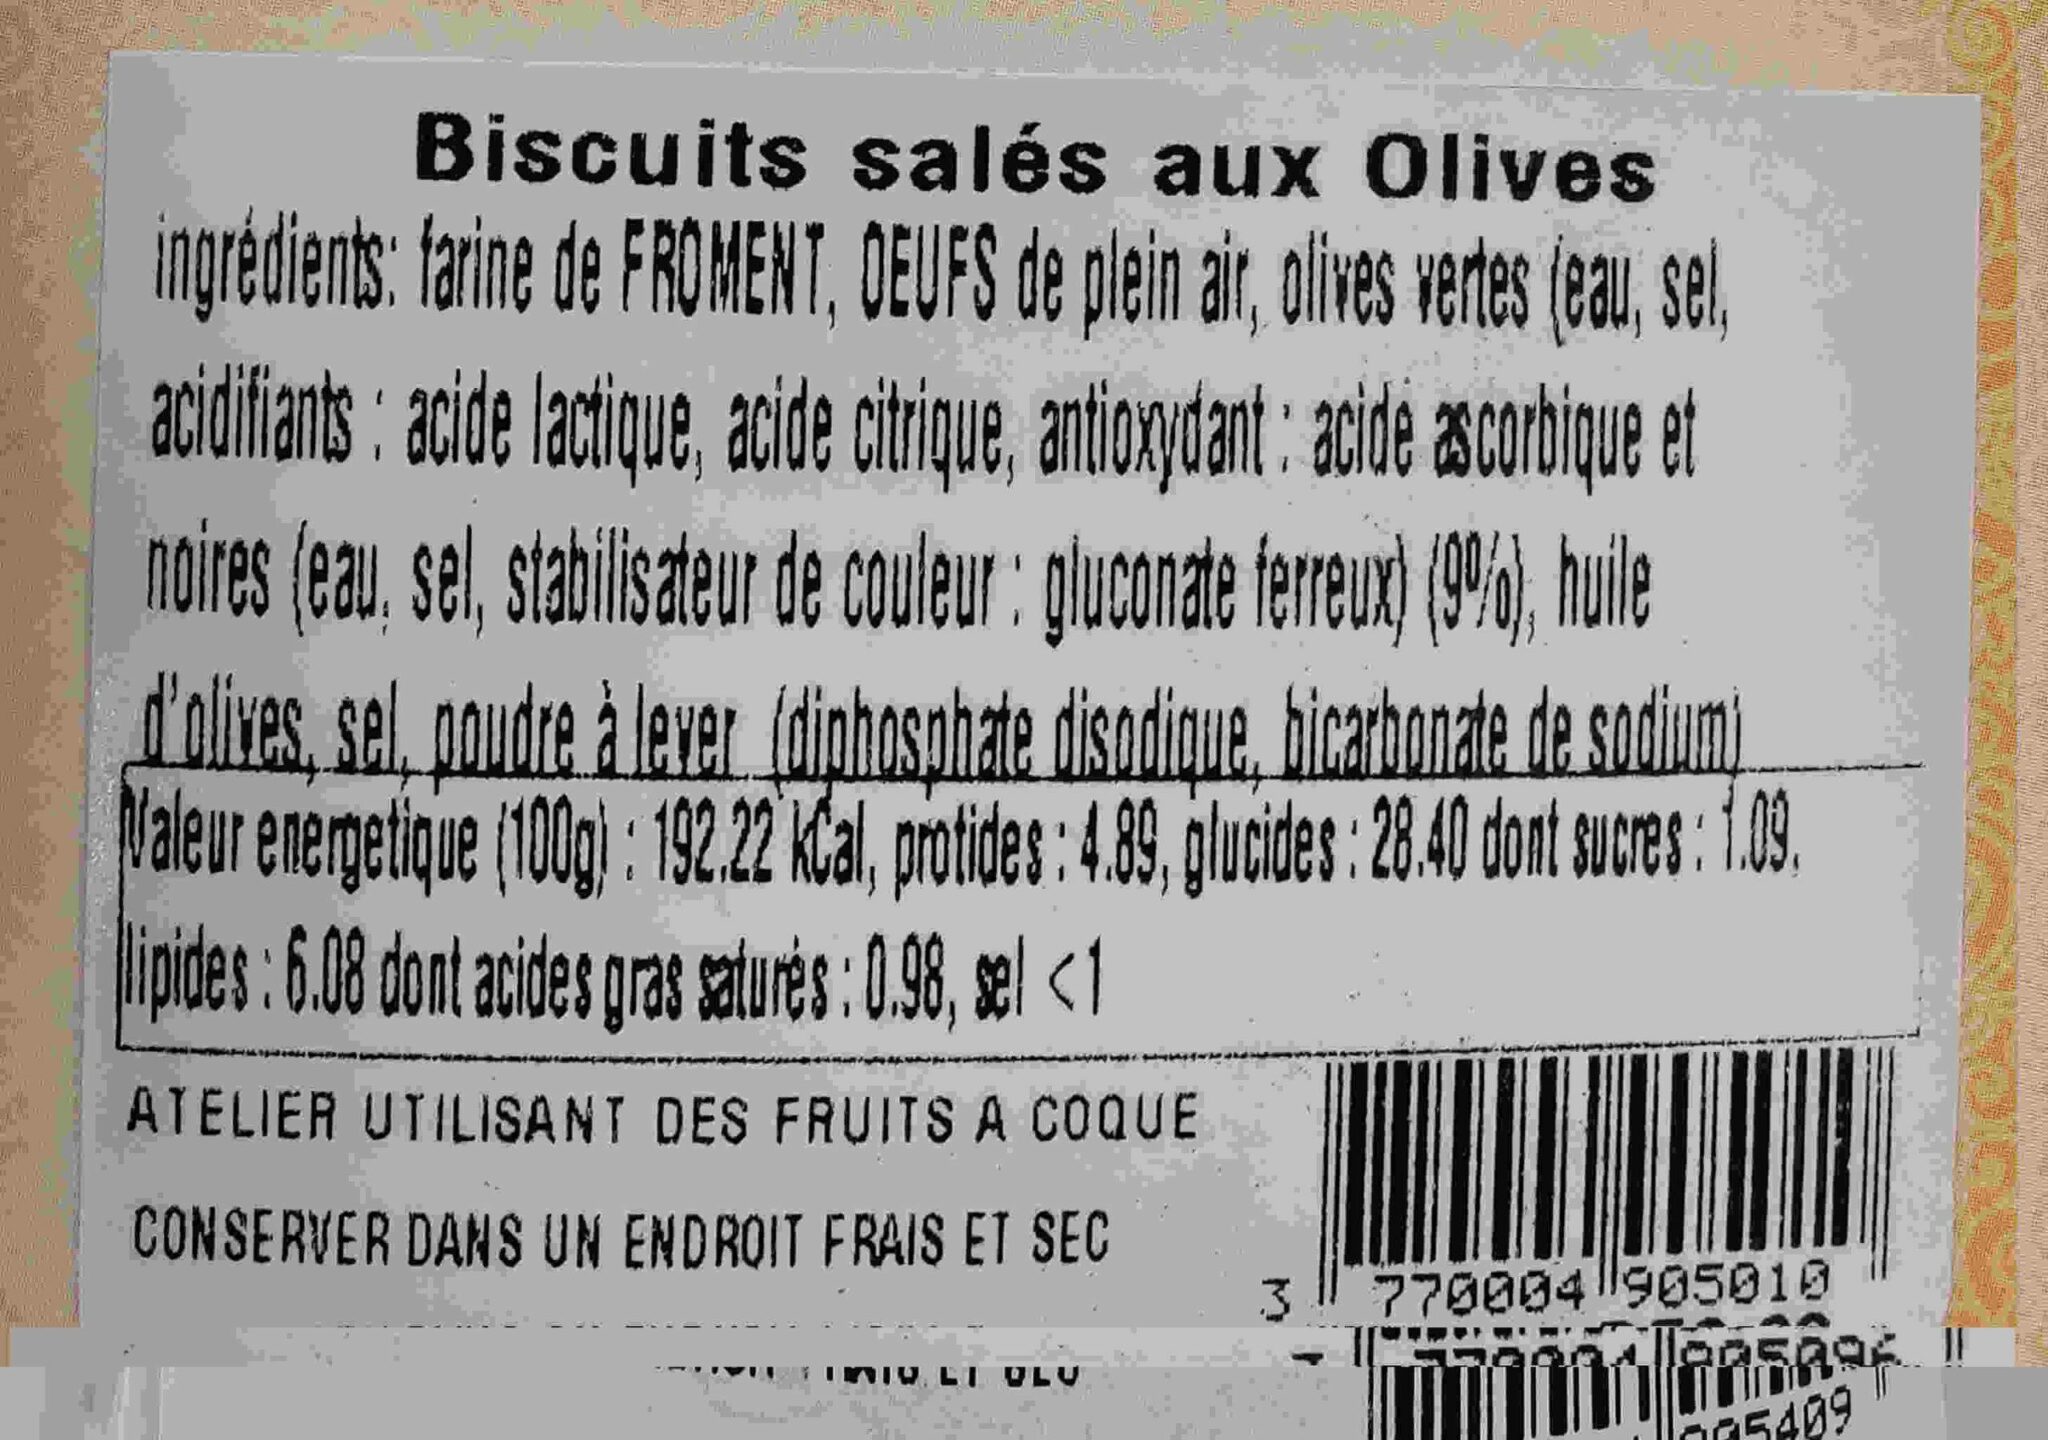 Biscuits salés aux Olives
ingrédients: farine de FROMENT, OEUFS de plein air, olives vertes (eau, sel,
acidifiants : acide lactique, acide citrique, antioxydant : acide ascorbique et
noires (eau, sel, stabilisateur de couleur : gluconate ferreux) (9%), huile
d'olives, sel, poudre à lever (diphosphate disodique, bicarbonate de sodium)
Valeur energetique (100g) : 192.22 kCal, protides : 4.89, glucides : 28.40 dont sucres : 1.09,
lipides : 6.08 dont acides gras saturés : 0.98, sel <1
ATELIER UTILISANT DES FRUITS A COQUE
CONSERVER DANS UN ENDROIT FRAIS ET SEC
3 770004 905010